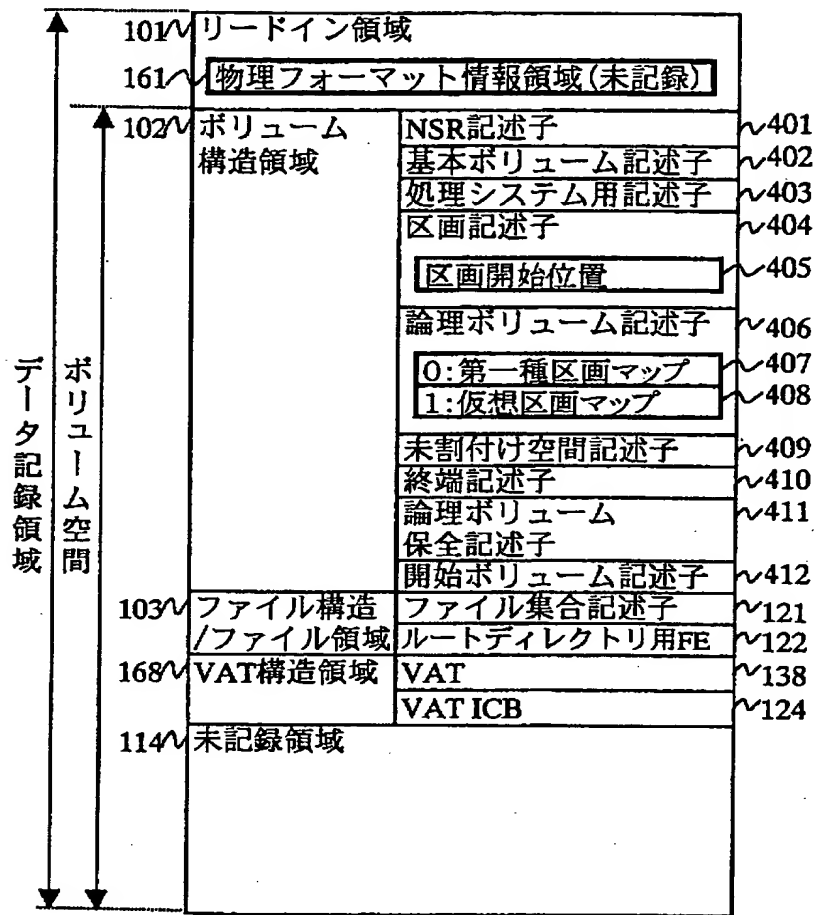 101 リードイン領域
161 物理フォーマット情報領域(未記録)
102 ボリューム
構造領域
NSR記述子 401
基本ボリューム記述子 402
処理システム用記述子 403
区画記述子 404
区画開始位置 405
論理ボリューム記述子 406
0:第一種区画マップ 407
1:仮想区画マップ 408
未割付け空間記述子 409
終端記述子 410
論理ボリューム 411
保全記述子
開始ボリューム記述子 412
103 ファイル構造
/ファイル領域
ファイル集合記述子 121
ルートディレクトリ用FE 122
168 VAT構造領域
VAT 138
VAT ICB 124
114 未記録領域
データ記録領域
ボリューム空間